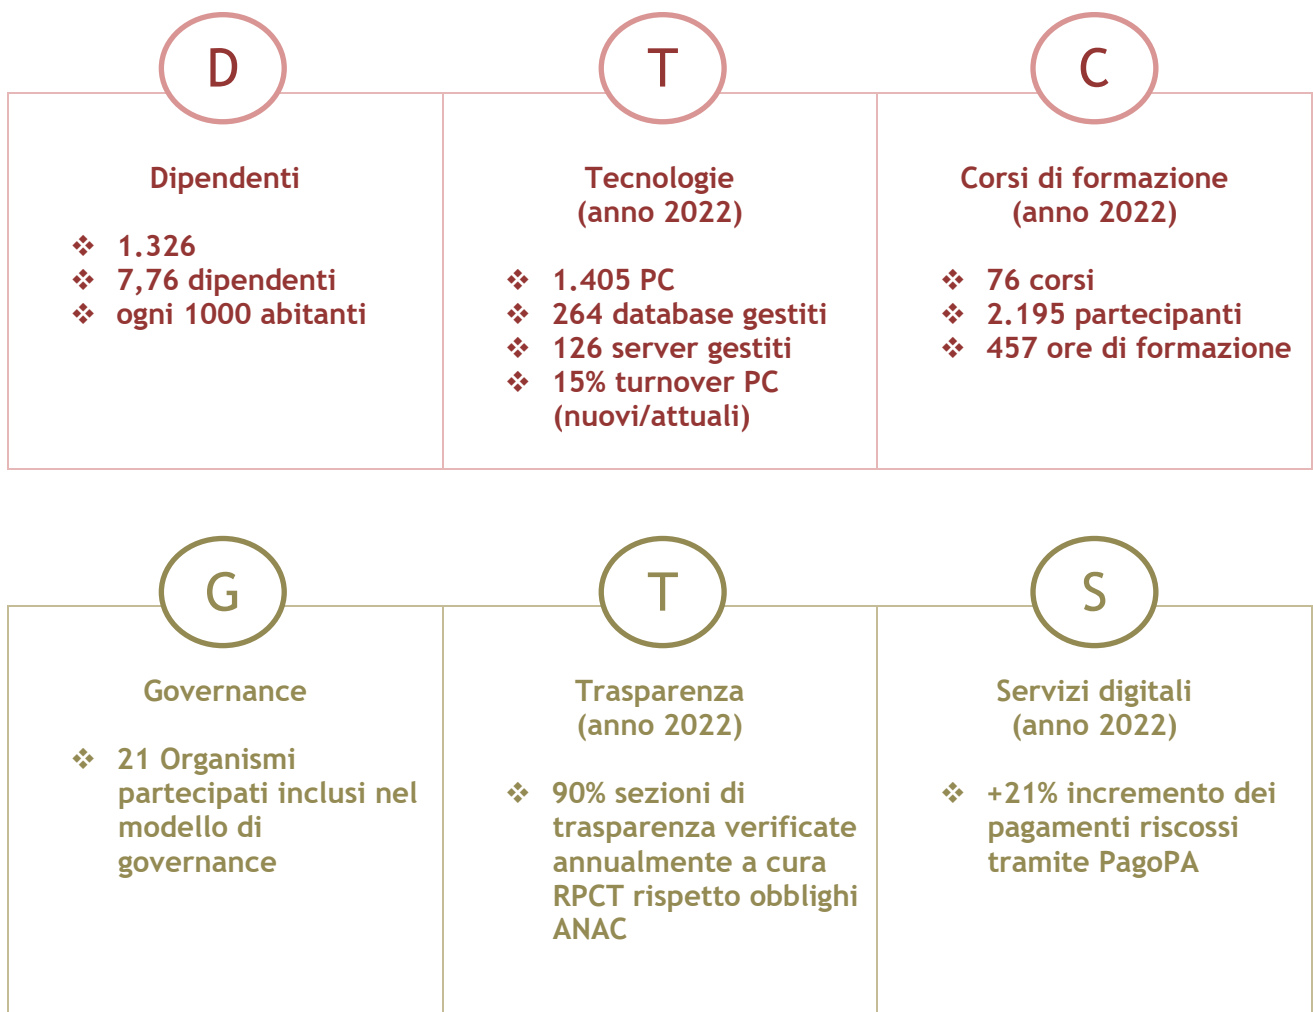 D
Dipendenti
❖ 1.326
❖ 7,76 dipendenti
❖ ogni 1000 abitanti
T
Tecnologie
(anno 2022)
❖ 1.405 PC
❖ 264 database gestiti
❖ 126 server gestiti
❖ 15% turnover PC
(nuovi/attuali)
C
Corsi di formazione
(anno 2022)
❖ 76 corsi
❖ 2.195 partecipanti
❖ 457 ore di formazione
G
Governance
❖ 21 Organismi
partecipati inclusi nel
modello di
governance
T
Trasparenza
(anno 2022)
❖ 90% sezioni di
trasparenza verificate
annualmente a cura
RPCT rispetto obblighi
ANAC
S
Servizi digitali
(anno 2022)
❖ +21% incremento dei
pagamenti riscossi
tramite PagoPA